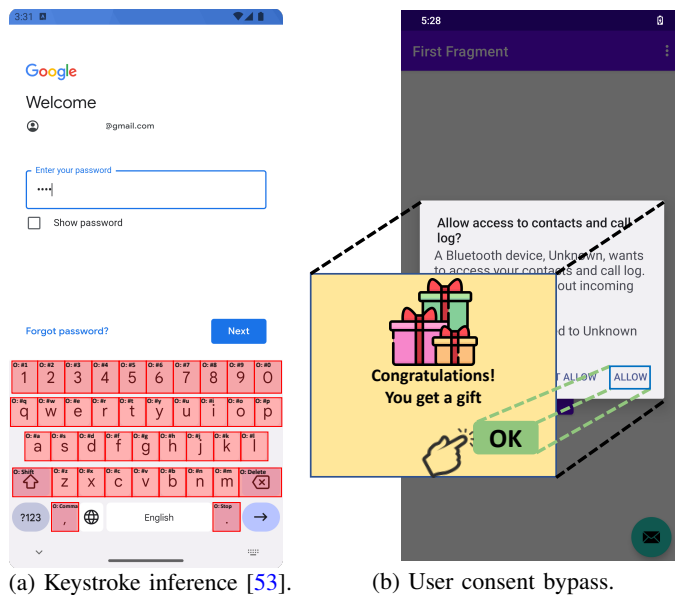 3:31
Google
Welcome
@gmail.com
Enter your password
••••
Show password
Forgot password?
Next
O: #1 O: #2 O: #3 O: #4 O: #5 O: #6 O: #7 O: #8 O: #9 O: #0
1 2 3 4 5 6 7 8 9 0
O: #q O: #w O: #e O: #r O: #t O: #y O: #u O: #i O: #o O: #p
q w e r t y u i o p
O: #a O: #s O: #d O: #f O: #g O: #h O: #j O: #k O: #l
a s d f g h j k l
O: Shift O: #z O: #x O: #c O: #v O: #b O: #n O: #m O: Delete
z x c v b n m
O: Comma O: Stop
?123 , English .
(a) Keystroke inference [53].
5:28
First Fragment
Allow access to contacts and call
log?
A Bluetooth device, Unknown, wants
to access your contacts and call log.
out incoming
d to Unknown
T ALLOW ALLOW
Congratulations!
You get a gift
OK
(b) User consent bypass.